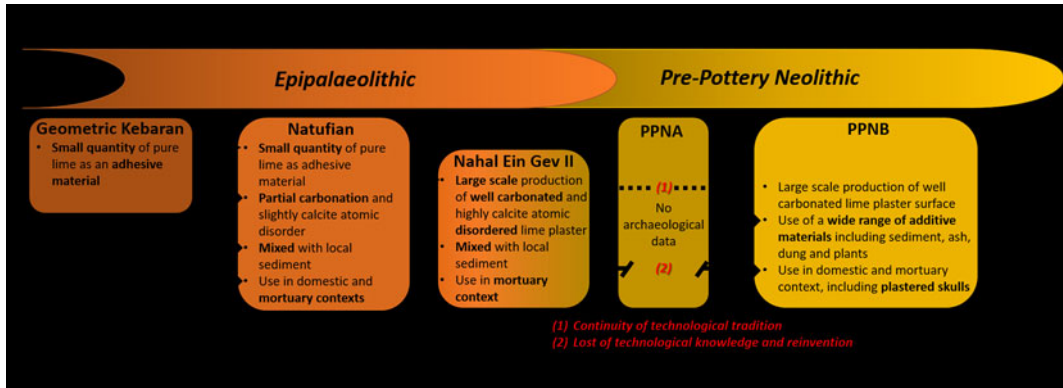 Epipalaeolithic
Pre-Pottery Neolithic
Geometric Kebaran
• Small quantity of pure
lime as an adhesive
material
Natufian
• Small quantity of pure
lime as adhesive
material
• Partial carbonation and
slightly calcite atomic
disorder
• Mixed with local
sediment
• Use in domestic and
mortuary contexts
Nahal Ein Gev II
• Large scale production
of well carbonated and
highly calcite atomic
disordered lime plaster
• Mixed with local
sediment
• Use in mortuary
context
PPNA
(1)
No
archaeological
data
(2)
PPNB
• Large scale production of well
carbonated lime plaster surface
• Use of a wide range of additive
materials including sediment, ash,
dung and plants
• Use in domestic and mortuary
context, including plastered skulls
(1) Continuity of technological tradition
(2) Lost of technological knowledge and reinvention